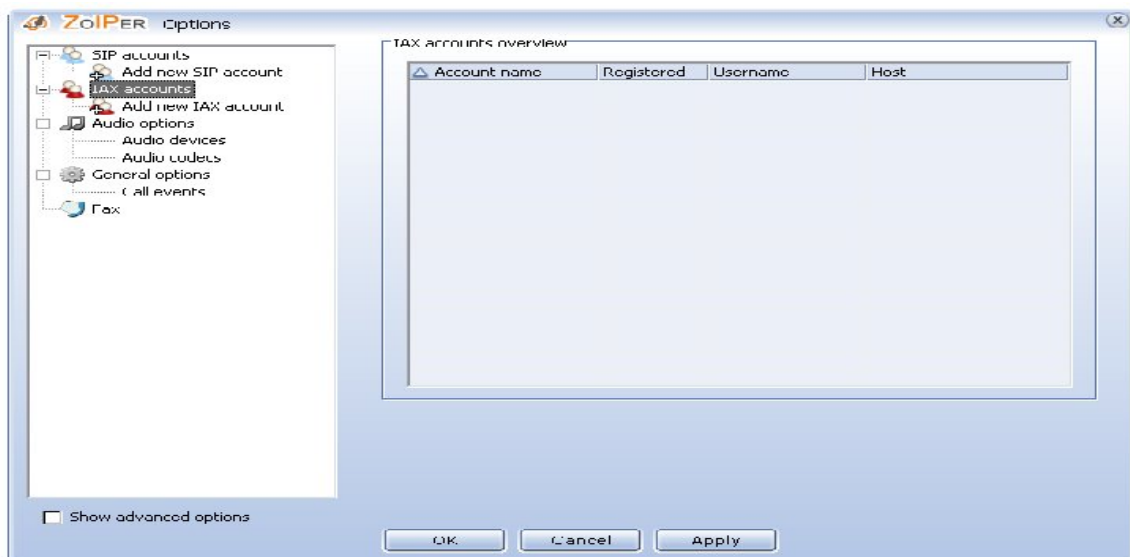 ZOIPER Options
SIP accounts
Add new SIP account
IAX accounts
Add new IAX account
Audio options
Audio devices
Audio codecs
General options
Call events
Fax
Show advanced options
IAX accounts overview
Account name Registered Username Host
OK Cancel Apply